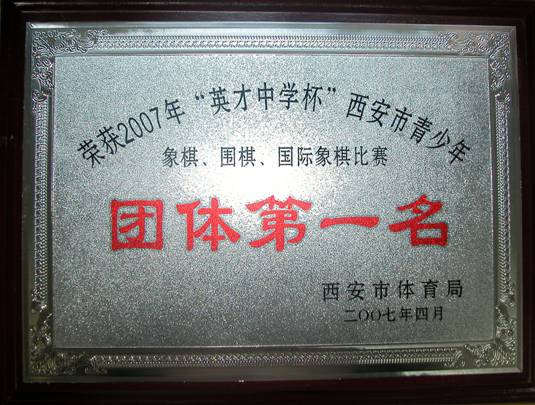 荣获2007年“英才中学杯”西安市青少年
象棋、围棋、国际象棋比赛
团体第一名
西安市体育局
二〇〇七年四月